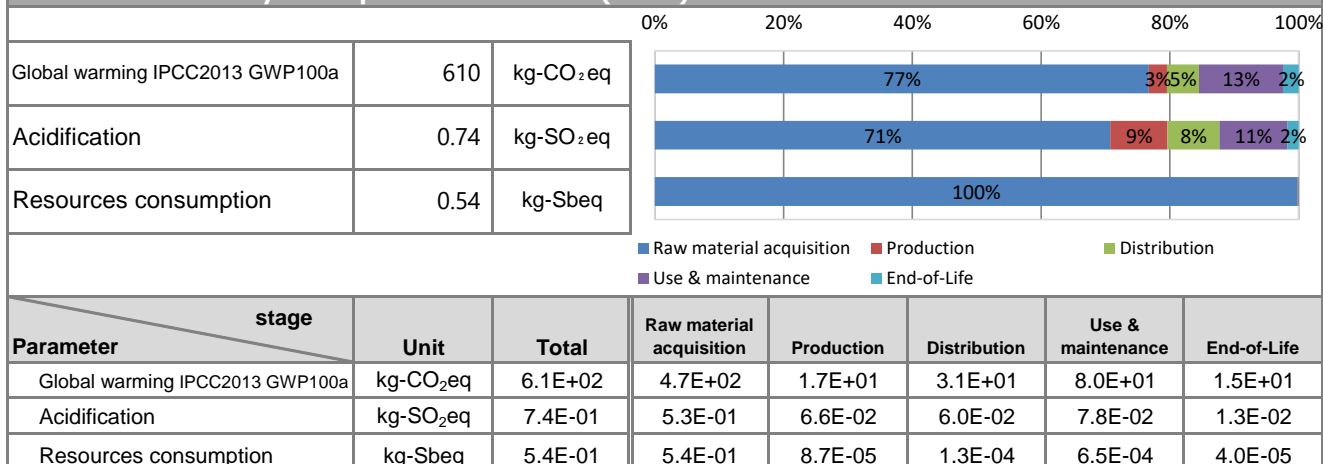 0% 20% 40% 60% 80% 100%
Global warming IPCC2013 GWP100a 610 kg-CO₂eq 77% 3% 5% 13% 2%
Acidification 0.74 kg-SO₂eq 71% 9% 8% 11% 2%
Resources consumption 0.54 kg-Sbeq 100%
Raw material acquisition Production Distribution
Use & maintenance End-of-Life
stage
Parameter Unit Total Raw material acquisition Production Distribution Use & maintenance End-of-Life
Global warming IPCC2013 GWP100a kg-CO₂eq 6.1E+02 4.7E+02 1.7E+01 3.1E+01 8.0E+01 1.5E+01
Acidification kg-SO₂eq 7.4E-01 5.3E-01 6.6E-02 6.0E-02 7.8E-02 1.3E-02
Resources consumption kg-Sbeq 5.4E-01 5.4E-01 8.7E-05 1.3E-04 6.5E-04 4.0E-05